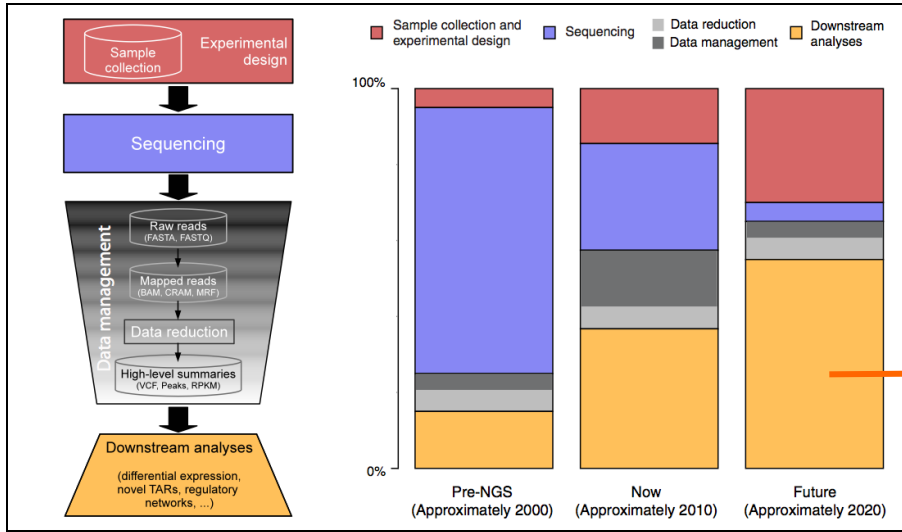 Experimental
design
Sample
collection
Sequencing
Data management
Raw reads
(FASTA, FASTQ)
Mapped reads
(BAM, CRAM, MRF)
Data reduction
High-level summaries
(VCF, Peaks, RPKM)
Downstream analyses
(differential expression,
novel TARs, regulatory
networks, ...)
Sample collection and
experimental design
Sequencing
Data reduction
Data management
Downstream
analyses
100%
0%
Pre-NGS
(Approximately 2000)
Now
(Approximately 2010)
Future
(Approximately 2020)